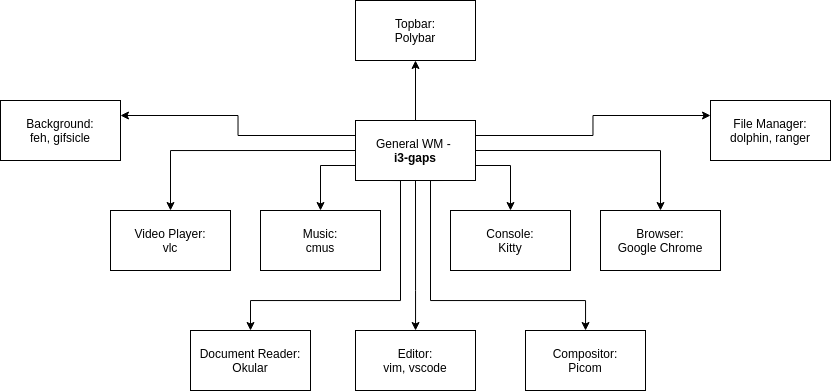 Topbar:
Polybar
Background:
feh, gifsicle
General WM -
i3-gaps
File Manager:
dolphin, ranger
Video Player:
vlc
Music:
cmus
Console:
Kitty
Browser:
Google Chrome
Document Reader:
Okular
Editor:
vim, vscode
Compositor:
Picom